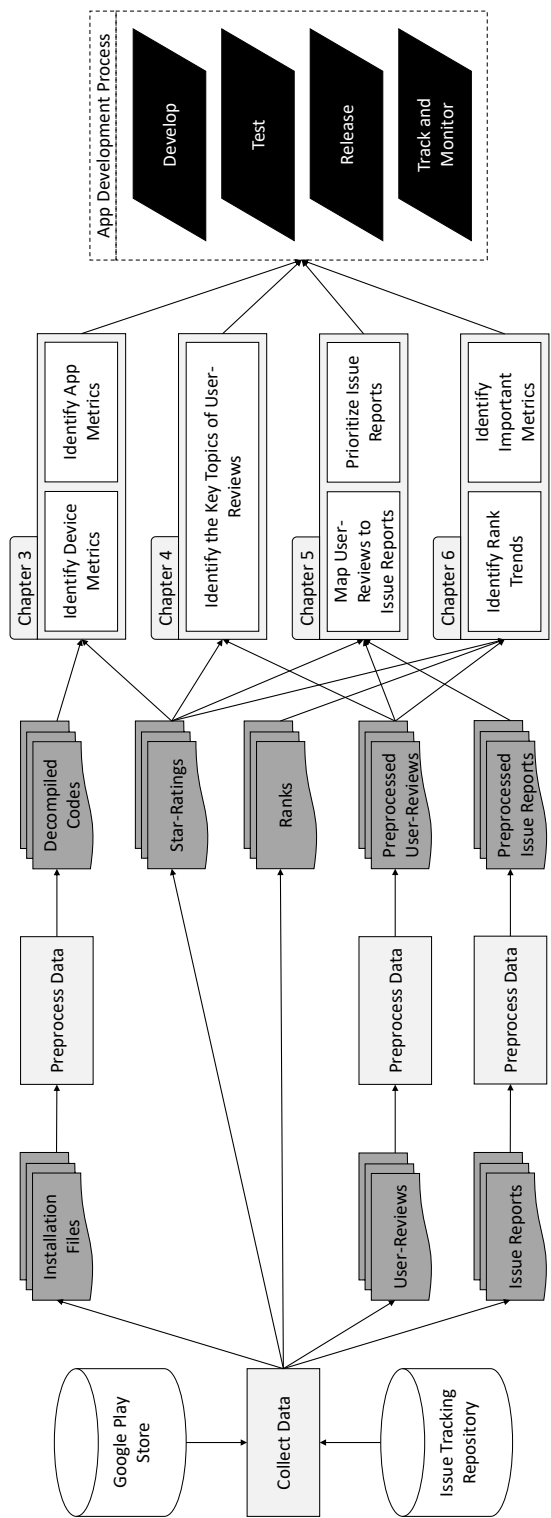 Google Play
Store
Collect Data
Issue Tracking
Repository
Installation
Files
User-Reviews
Issue Reports
Preprocess Data
Preprocess Data
Preprocess Data
Decompiled
Codes
Star-Ratings
Ranks
Preprocessed
User-Reviews
Preprocessed
Issue Reports
Chapter 3
Identify Device
Metrics
Identify App
Metrics
Chapter 4
Identify the Key Topics of User-
Reviews
Chapter 5
Map User-
Reviews to
Issue Reports
Prioritize Issue
Reports
Chapter 6
Identify Rank
Trends
Identify
Important
Metrics
App Development Process
Develop
Test
Release
Track and
Monitor